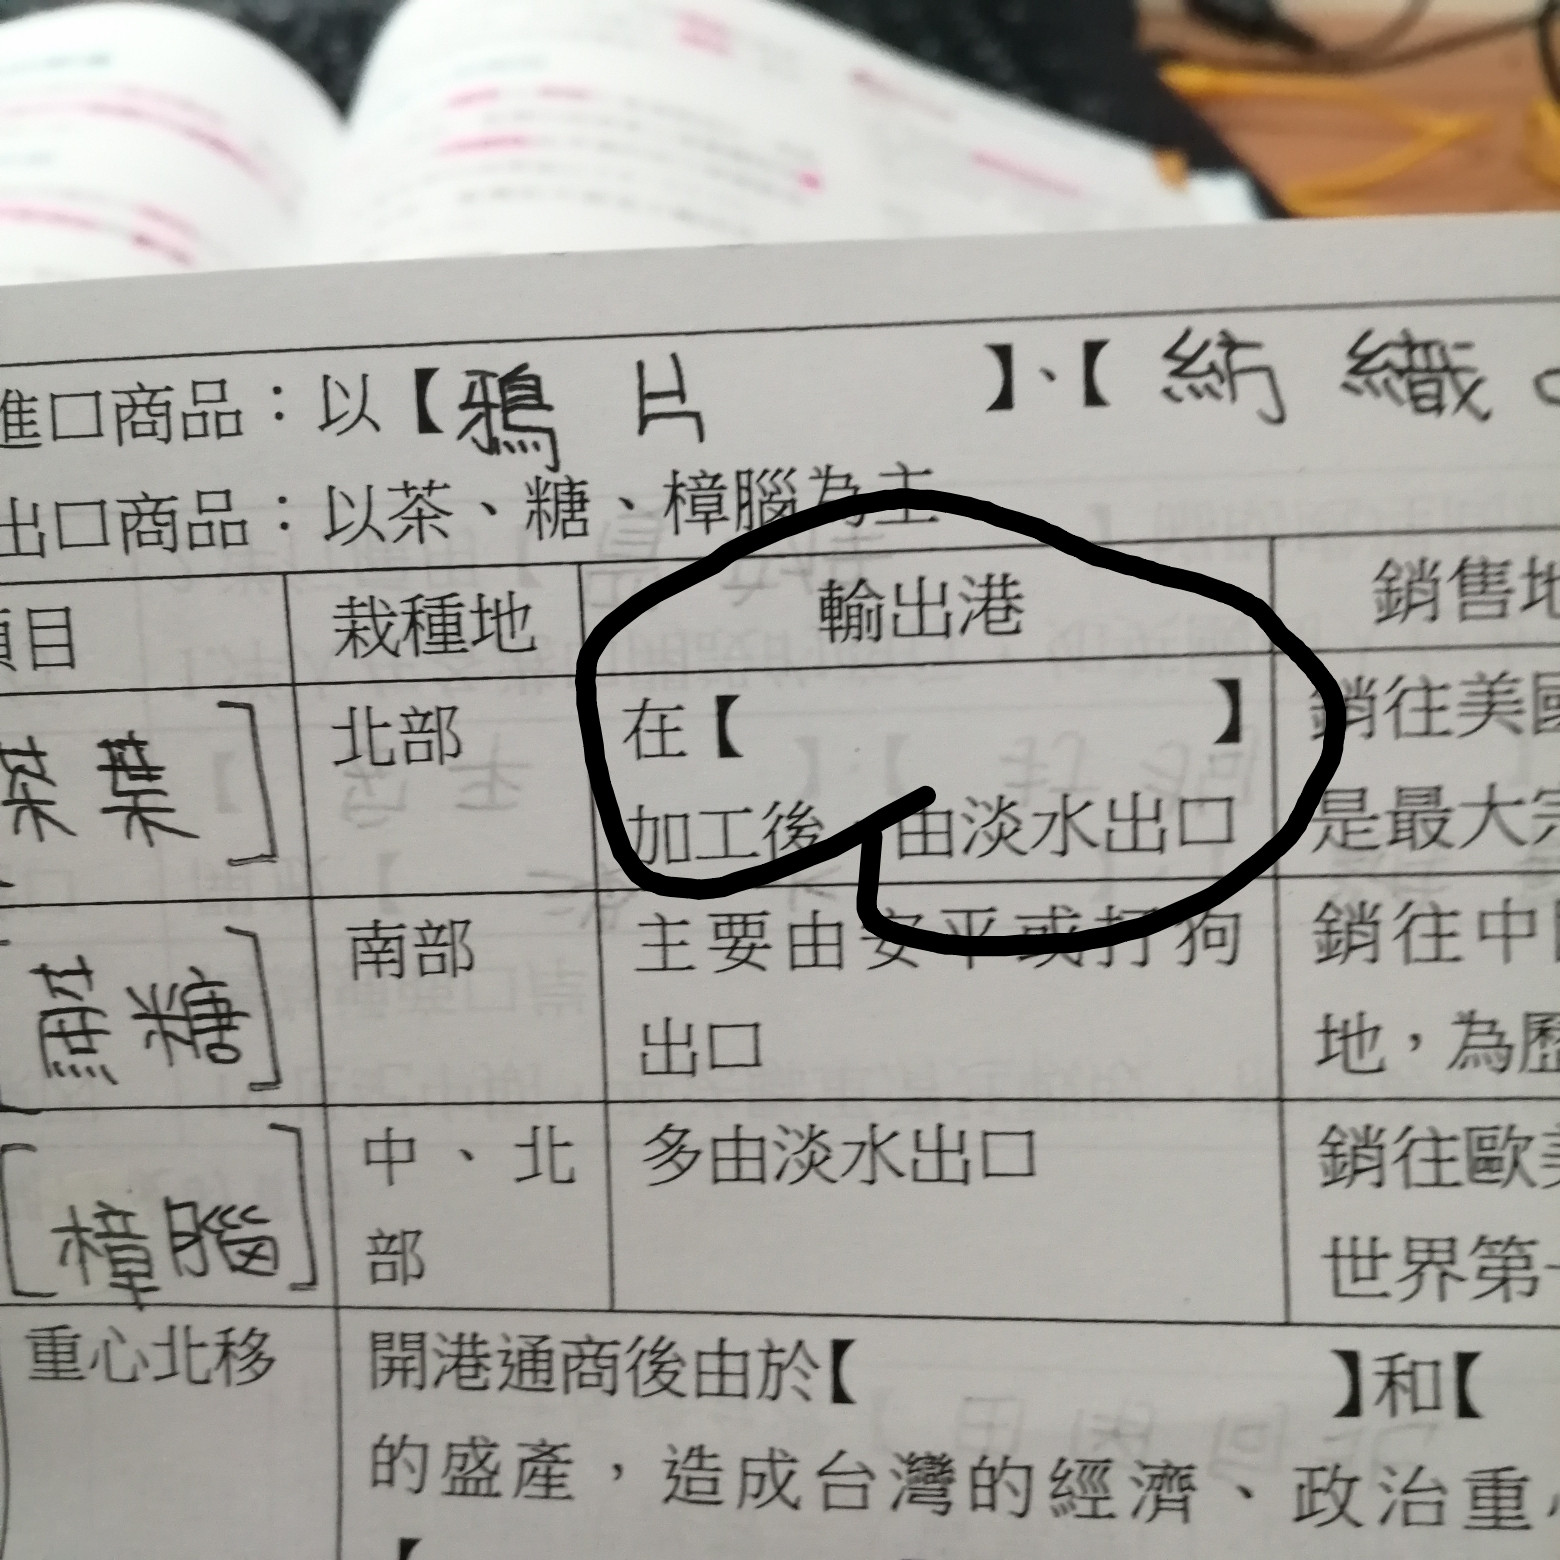 進口商品：以【鴉片】、【紡織
出口商品：以茶、糖、樟腦為主
項目 栽種地 輸出港 銷售地
茶葉 北部 在【 】 銷往美國
加工後，由淡水出口 是最大宗
蔗糖 南部 主要由安平或打狗 銷往中
出口 地，為歷
[樟腦] 中、北 多由淡水出口 銷往歐美
部 世界第一
重心北移 開港通商後由於【 】和【
的盛產，造成台灣的經濟、政治重心
【